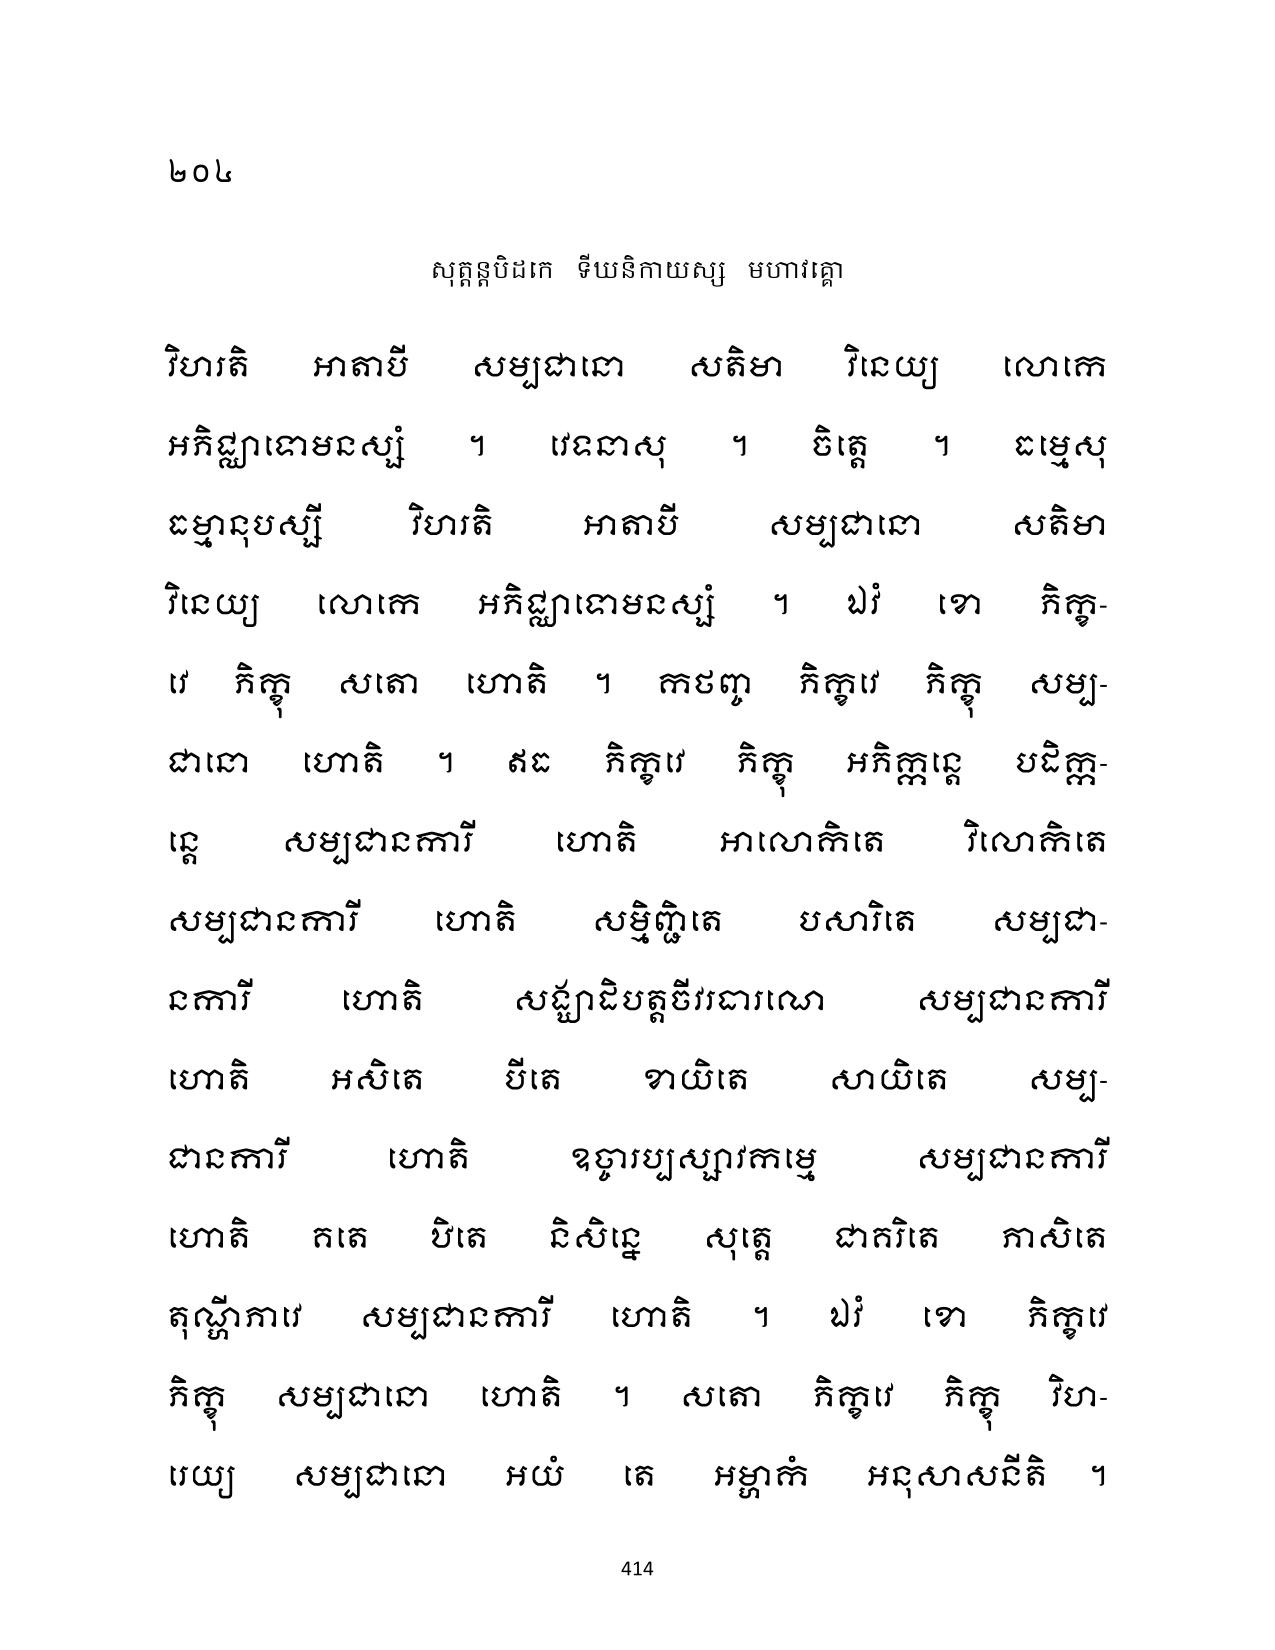 ២០៤
សុត្តន្តបិដកេ ទីឃនិកាយស្ស មហាវគ្គោ
វិហរតិ អាតាបី សម្បជានោ សតិមា វិនេយ្យ លោកេ
អភិជ្ឈាទោមនស្សំ ។ វេទនាសុ ។ ចិត្តេ ។ ធម្មេសុ
ធម្មានុបស្សី វិហរតិ អាតាបី សម្បជានោ សតិមា
វិនេយ្យ លោកេ អភិជ្ឈាទោមនស្សំ ។ ឯវំ ខោ ភិក្ខ-
វេ ភិក្ខុ សតោ ហោតិ ។ កថញ្ច ភិក្ខវេ ភិក្ខុ សម្ប-
ជានោ ហោតិ ។ ឥធ ភិក្ខវេ ភិក្ខុ អភិក្កន្តេ បដិក្ក-
ន្តេ សម្បជានការី ហោតិ អាលោកិតេ វិលោកិតេ
សម្បជានការី ហោតិ សម្មិញ្ជិតេ បសារិតេ សម្បជា-
នការី ហោតិ សង្ឃាដិបត្តចីវរធារណេ សម្បជានការី
ហោតិ អសិតេ បីតេ ខាយិតេ សាយិតេ សម្ប-
ជានការី ហោតិ ឧច្ចារប្បស្សាវកម្មេ សម្បជានការី
ហោតិ គតេ ឋិតេ និសិន្នេ សុត្តេ ជាគរិតេ ភាសិតេ
តុណ្ហីភាវេ សម្បជានការី ហោតិ ។ ឯវំ ខោ ភិក្ខវេ
ភិក្ខុ សម្បជានោ ហោតិ ។ សតោ ភិក្ខវេ ភិក្ខុ វិហ-
រេយ្យ សម្បជានោ អយំ តេ អម្ហាកំ អនុសាសនីតិ ។
414